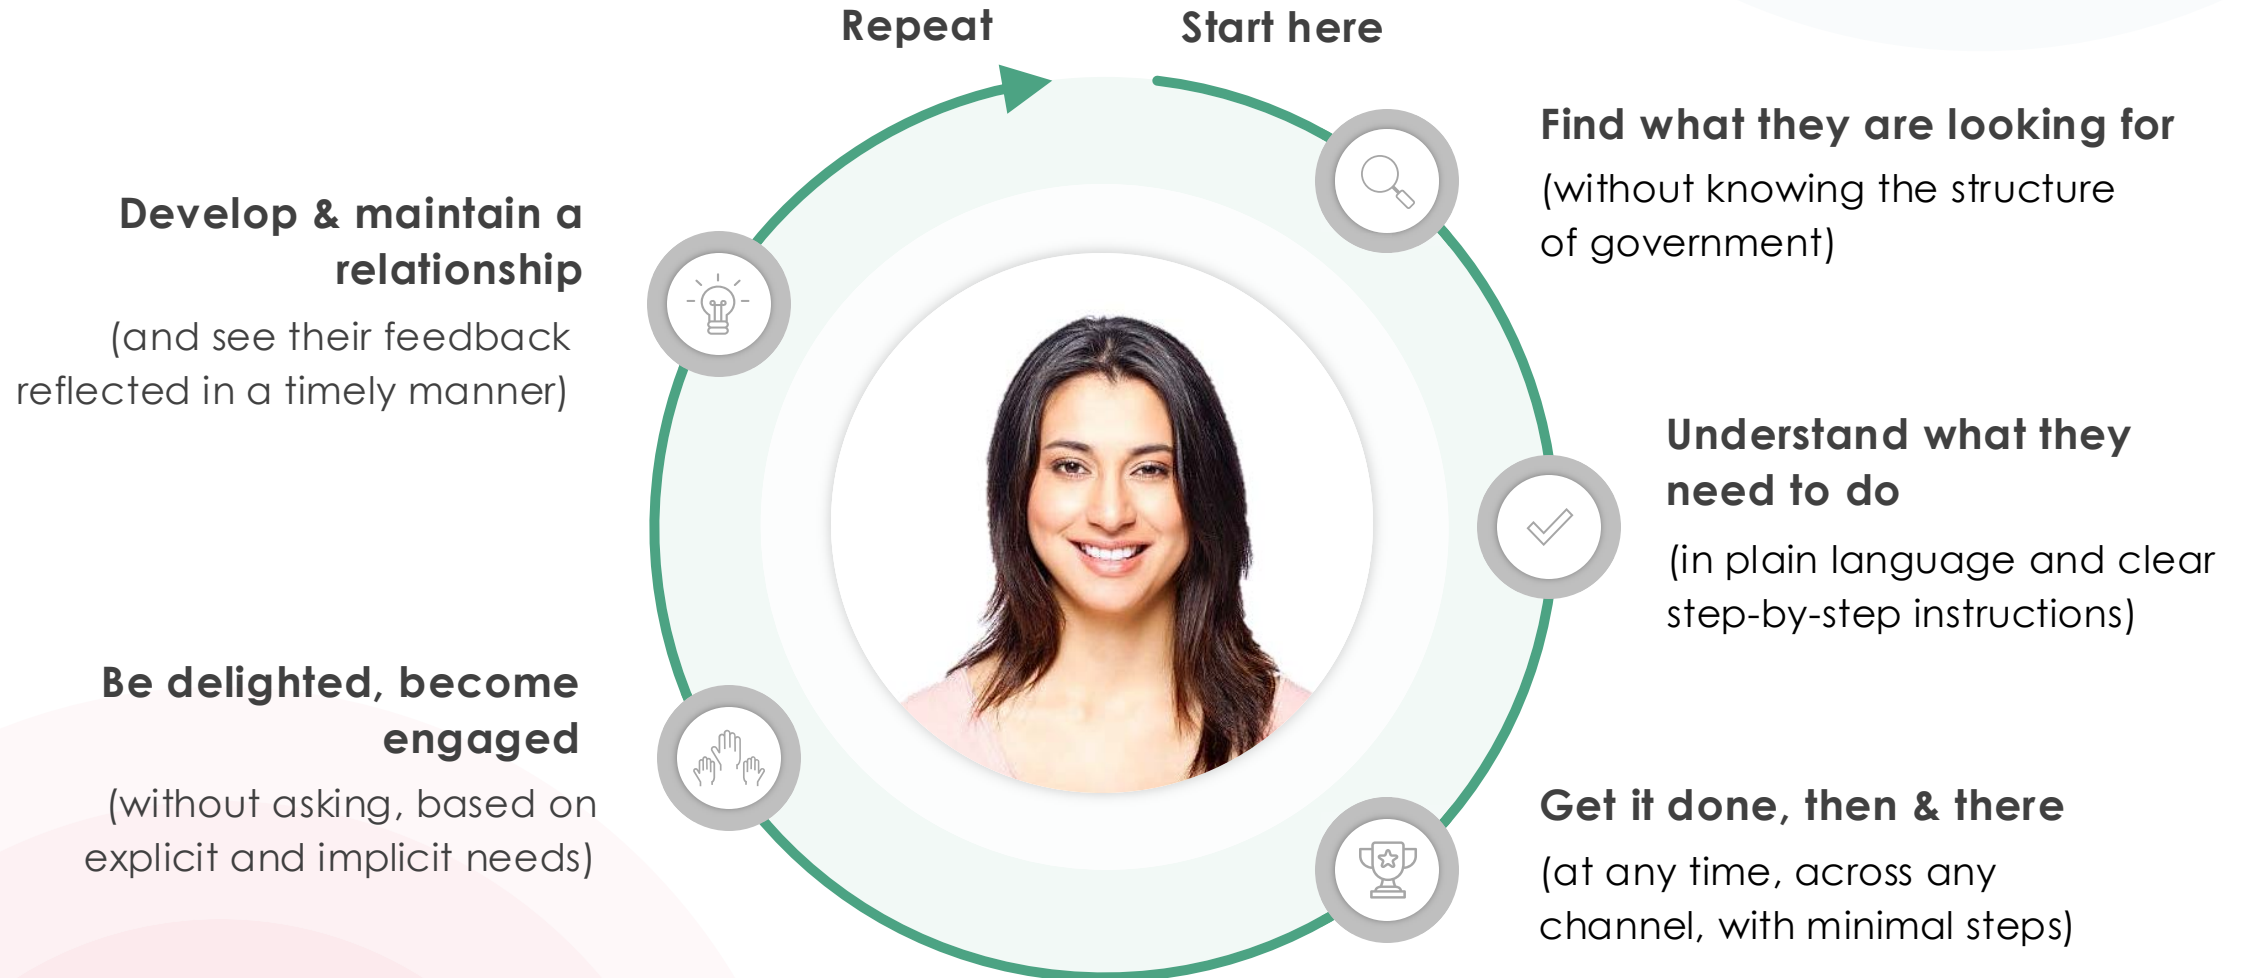 Repeat
Start here
Find what they are looking for
(without knowing the structure
of government)
Understand what they
need to do
(in plain language and clear
step-by-step instructions)
Get it done, then & there
(at any time, across any
channel, with minimal steps)
Be delighted, become
engaged
(without asking, based on
explicit and implicit needs)
Develop & maintain a
relationship
(and see their feedback
reflected in a timely manner)